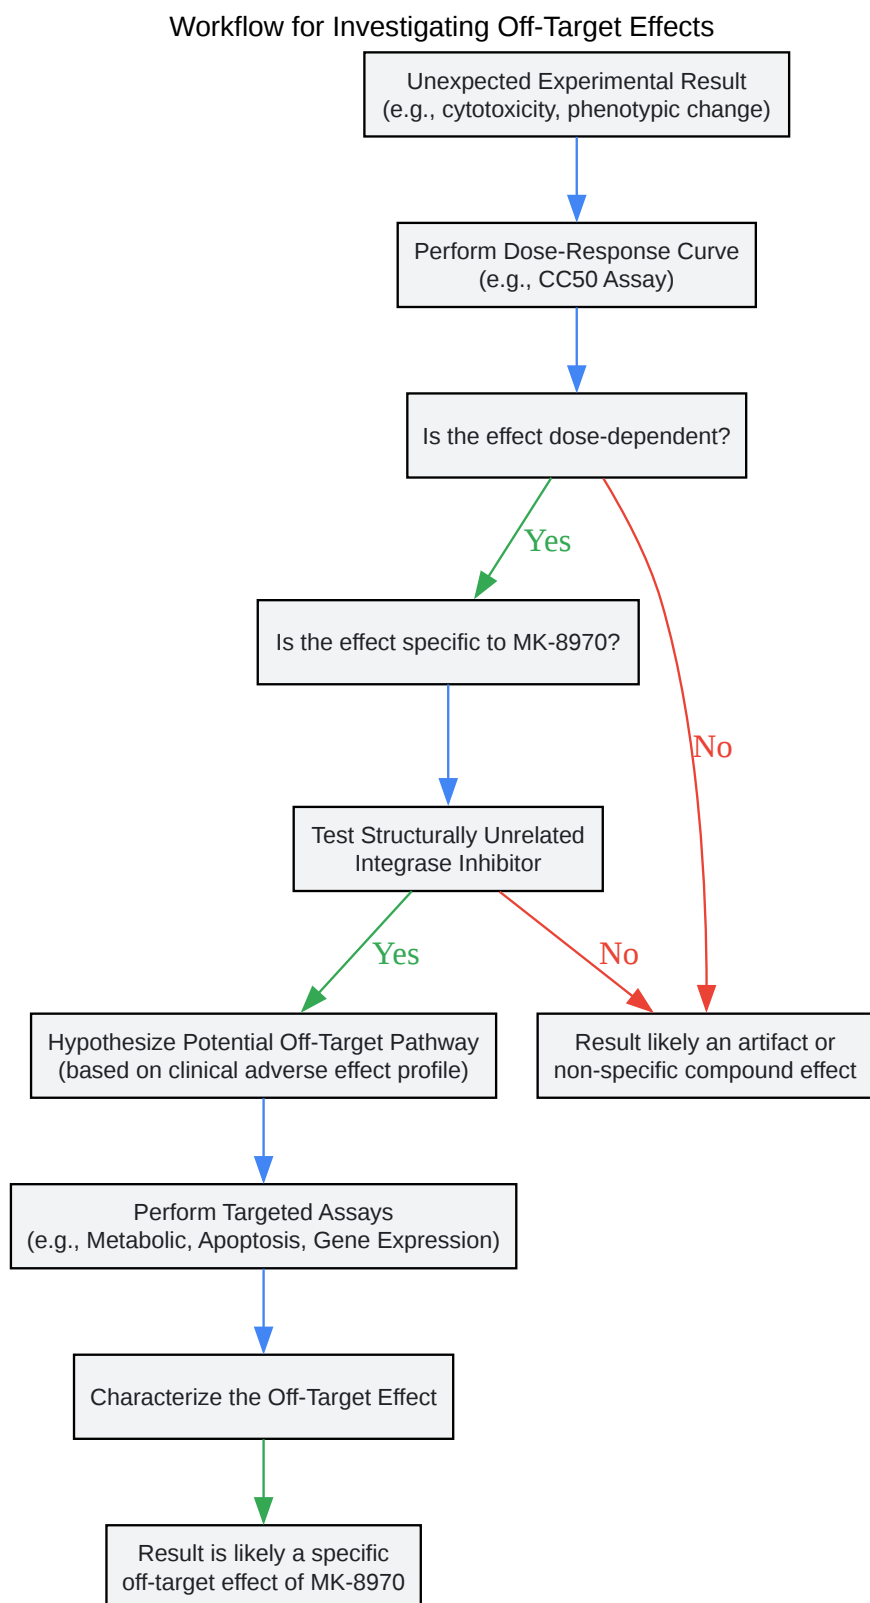 Workflow for Investigating Off-Target Effects
Unexpected Experimental Result
(e.g., cytotoxicity, phenotypic change)
Perform Dose-Response Curve
(e.g., CC50 Assay)
Is the effect dose-dependent?
Yes
Is the effect specific to MK-8970?
No
Test Structurally Unrelated
Integrase Inhibitor
Yes
No
Hypothesize Potential Off-Target Pathway
(based on clinical adverse effect profile)
Result likely an artifact or
non-specific compound effect
Perform Targeted Assays
(e.g., Metabolic, Apoptosis, Gene Expression)
Characterize the Off-Target Effect
Result is likely a specific
off-target effect of MK-8970